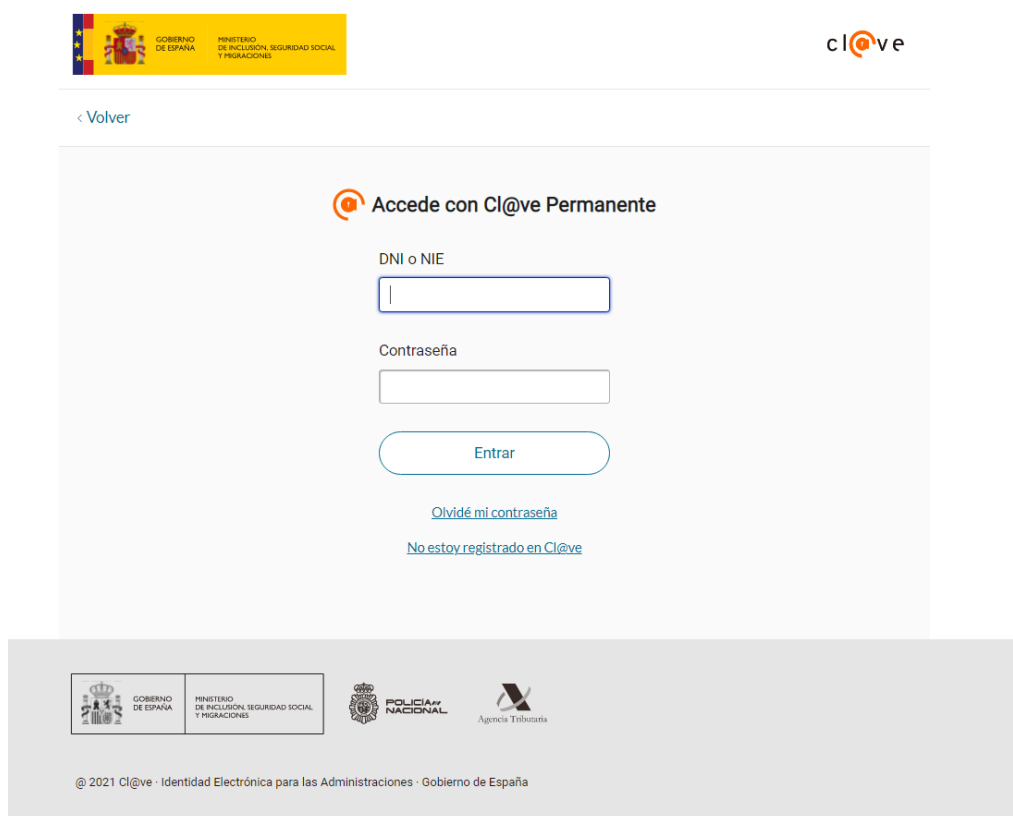 GOBIERNO
DE ESPAÑA
MINISTERIO
DE INCLUSIÓN, SEGURIDAD SOCIAL
Y MIGRACIONES
cl@ve
< Volver
Accede con Cl@ve Permanente
DNI o NIE
Contraseña
Entrar
Olvidé mi contraseña
No estoy registrado en Cl@ve
GOBIERNO
DE ESPAÑA
MINISTERIO
DE INCLUSIÓN, SEGURIDAD SOCIAL
Y MIGRACIONES
POLICÍA
NACIONAL
Agencia Tributaria
@ 2021 Cl@ve · Identidad Electrónica para las Administraciones · Gobierno de España